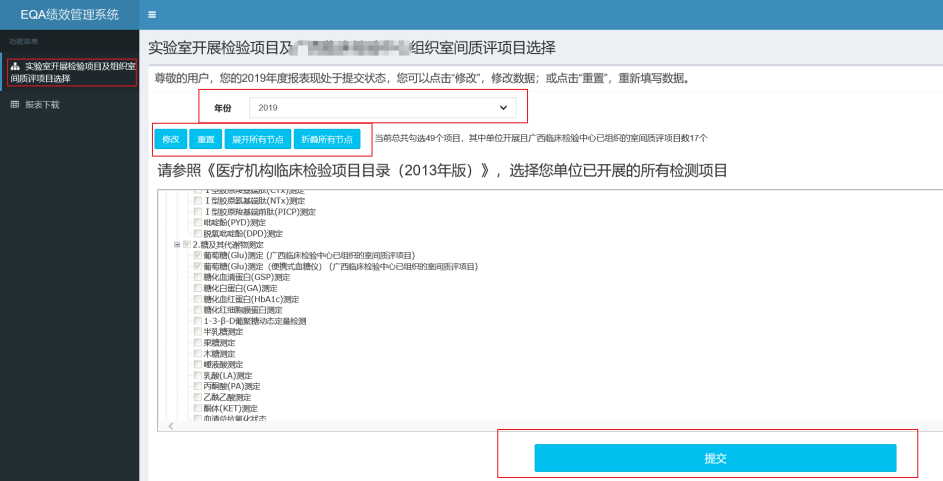 EQA绩效管理系统
功能菜单
实验室开展检验项目及组织室
间质评项目选择
报表下载
实验室开展检验项目及
组织室间质评项目选择
尊敬的用户，您的2019年度报表现处于提交状态，您可以点击“修改”，修改数据；或点击“重置”，重新填写数据。
年份 2019
修改 重置 展开所有节点 折叠所有节点 当前总共勾选49个项目，其中单位开展且广西临床检验中心已组织的室间质评项目数17个
请参照《医疗机构临床检验项目目录（2013年版）》，选择您单位已开展的所有检测项目
I 型胶原羧基端肽(CTx)测定
I 型胶原氨基端肽(NTx)测定
I 型胶原羧基端前肽(PICP)测定
吡啶酚(PYD)测定
脱氧吡啶酚(DPD)测定
2.糖及其代谢物测定
葡萄糖(Glu)测定 (广西临床检验中心已组织的室间质评项目)
葡萄糖(Glu)测定（便携式血糖仪） (广西临床检验中心已组织的室间质评项目)
糖化血清蛋白(GSP)测定
糖化白蛋白(GA)测定
糖化血红蛋白(HbA1c)测定
糖化红细胞膜蛋白测定
1-3-β-D葡聚糖动态定量检测
半乳糖测定
果糖测定
木糖测定
唾液酸测定
乳酸(LA)测定
丙酮酸(PA)测定
乙酰乙酸测定
酮体(KET)测定
血清总抗氧化状态
提交